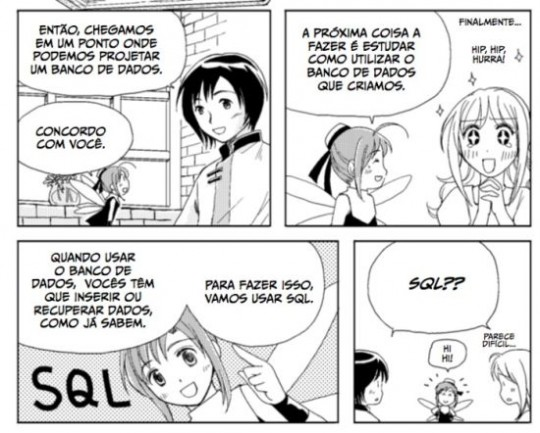 ENTÃO, CHEGAMOS
EM UM PONTO ONDE
PODEMOS PROJETAR
UM BANCO DE DADOS.
CONCORDO
COM VOCÊ.
A PRÓXIMA COISA A
FAZER É ESTUDAR
COMO UTILIZAR O
BANCO DE DADOS
QUE CRIAMOS.
FINALMENTE...
HIP, HIP,
HURRA!
QUANDO USAR
O BANCO DE
DADOS, VOCÊS TÊM
QUE INSERIR OU
RECUPERAR DADOS,
COMO JÁ SABEM.
PARA FAZER ISSO,
VAMOS USAR SQL.
SQL
SQL??
HI
HI!
PARECE
DIFÍCIL...